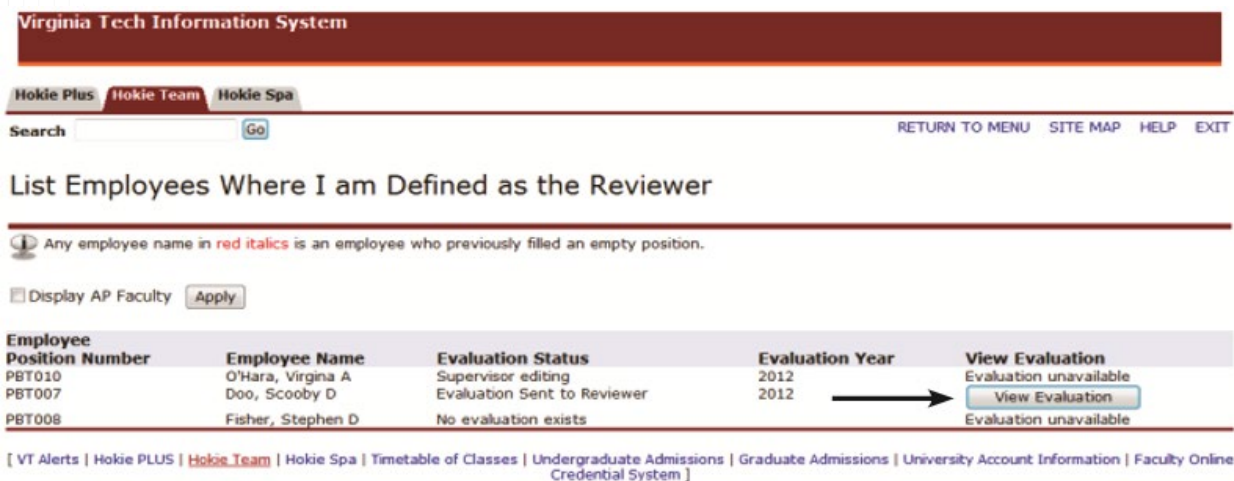 Virginia Tech Information System
Hokie Plus Hokie Team Hokie Spa
Search Go RETURN TO MENU SITE MAP HELP EXIT
List Employees Where I am Defined as the Reviewer
Any employee name in red italics is an employee who previously filled an empty position.
Display AP Faculty Apply
Employee
Position Number Employee Name Evaluation Status Evaluation Year View Evaluation
PBT010 O'Hara, Virgina A Supervisor editing 2012 Evaluation unavailable
PBT007 Doo, Scooby D Evaluation Sent to Reviewer 2012 View Evaluation
PBT008 Fisher, Stephen D No evaluation exists Evaluation unavailable
[ VT Alerts | Hokie PLUS | Hokie Team | Hokie Spa | Timetable of Classes | Undergraduate Admissions | Graduate Admissions | University Account Information | Faculty Online
Credential System ]